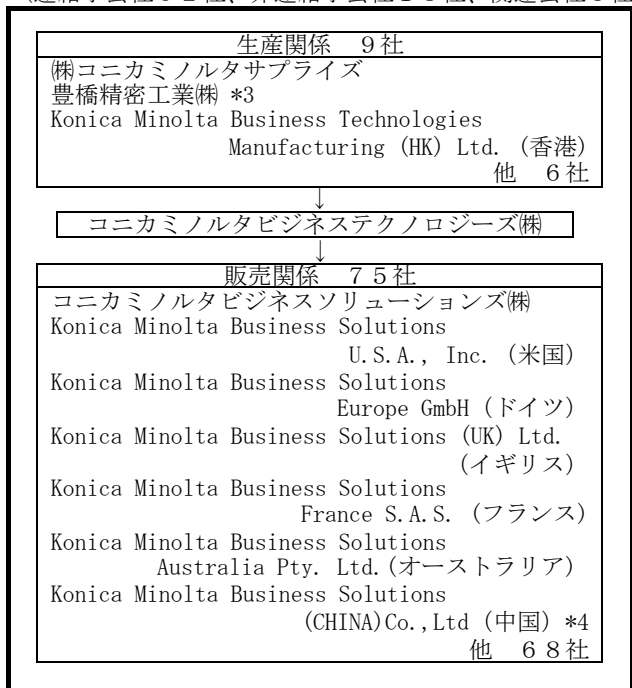 生産関係 9社
㈱コニカミノルタサプライズ
豊橋精密工業㈱ *3
Konica Minolta Business Technologies
Manufacturing (HK) Ltd. (香港)
他 6社
↓
コニカミノルタビジネステクノロジーズ㈱
↓
販売関係 75社
コニカミノルタビジネスソリューションズ㈱
Konica Minolta Business Solutions
U.S.A., Inc. (米国)
Konica Minolta Business Solutions
Europe GmbH (ドイツ)
Konica Minolta Business Solutions (UK) Ltd.
(イギリス)
Konica Minolta Business Solutions
France S.A.S. (フランス)
Konica Minolta Business Solutions
Australia Pty. Ltd.(オーストラリア)
Konica Minolta Business Solutions
(CHINA)Co.,Ltd (中国) *4
他 68社